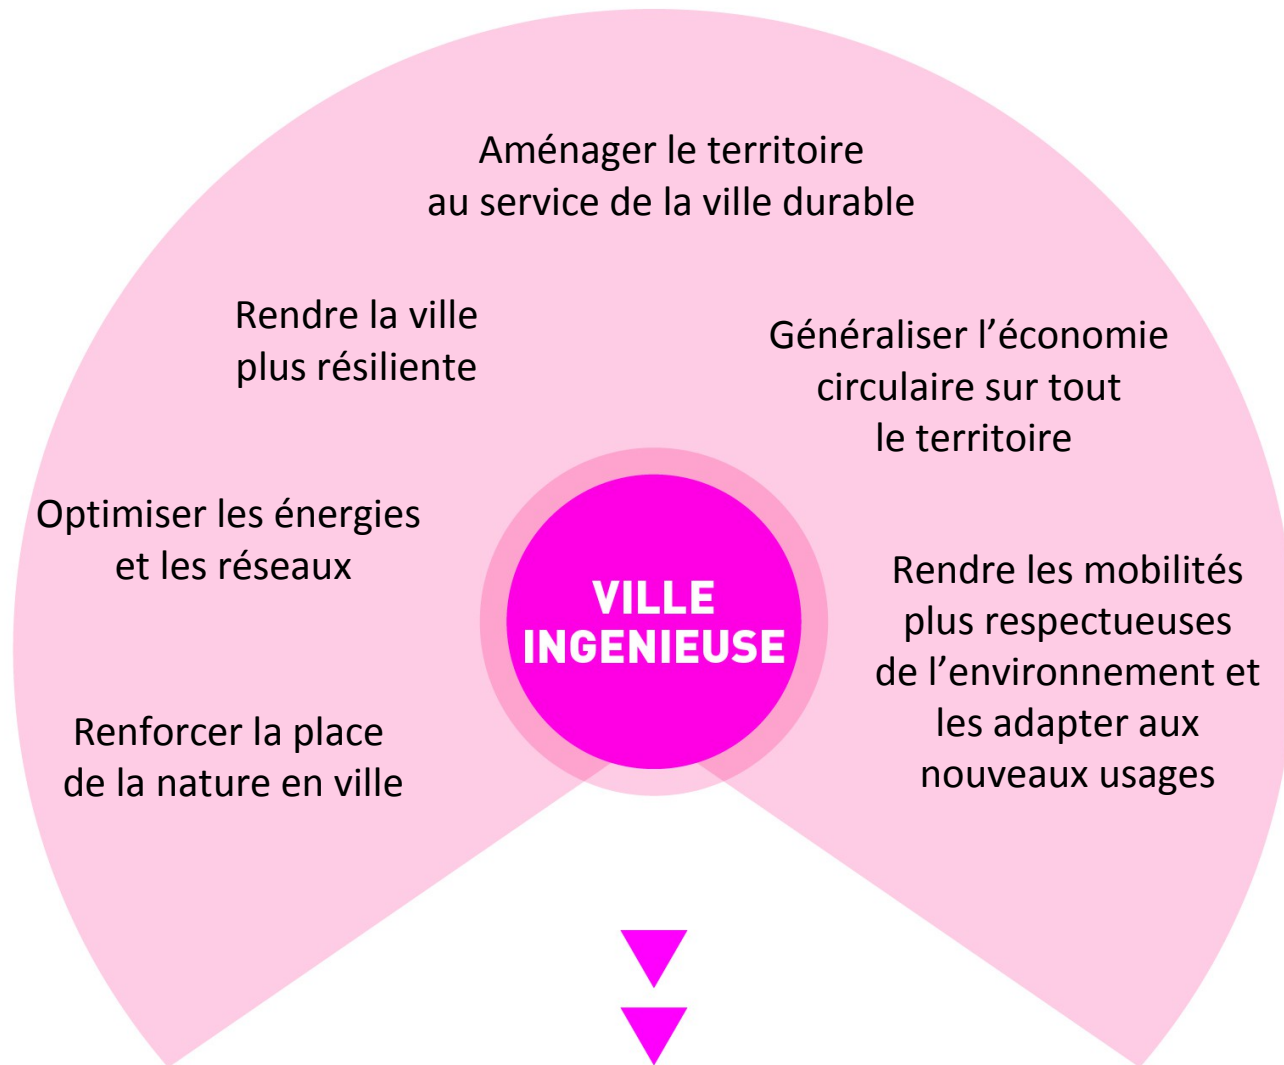 Aménager le territoire
au service de la ville durable
Rendre la ville
plus résiliente
Généraliser l’économie
circulaire sur tout
le territoire
Optimiser les énergies
et les réseaux
VILLE
INGENIEUSE
Rendre les mobilités
plus respectueuses
de l’environnement et
les adapter aux
nouveaux usages
Renforcer la place
de la nature en ville